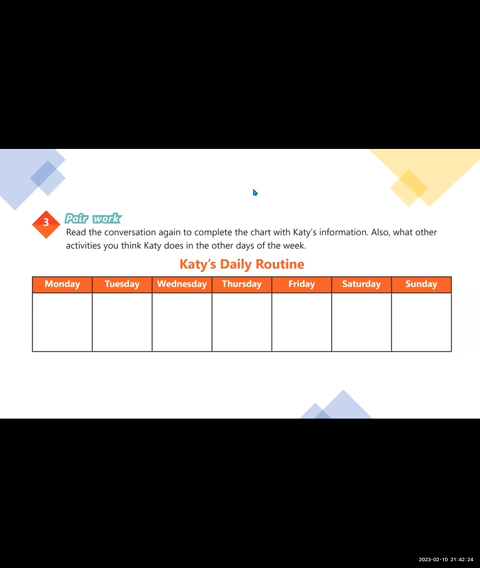 3
Pair work
Read the conversation again to complete the chart with Katy's information. Also, what other
activities you think Katy does in the other days of the week.
Katy's Daily Routine
Monday Tuesday Wednesday Thursday Friday Saturday Sunday
2023-02-10 21:42:24